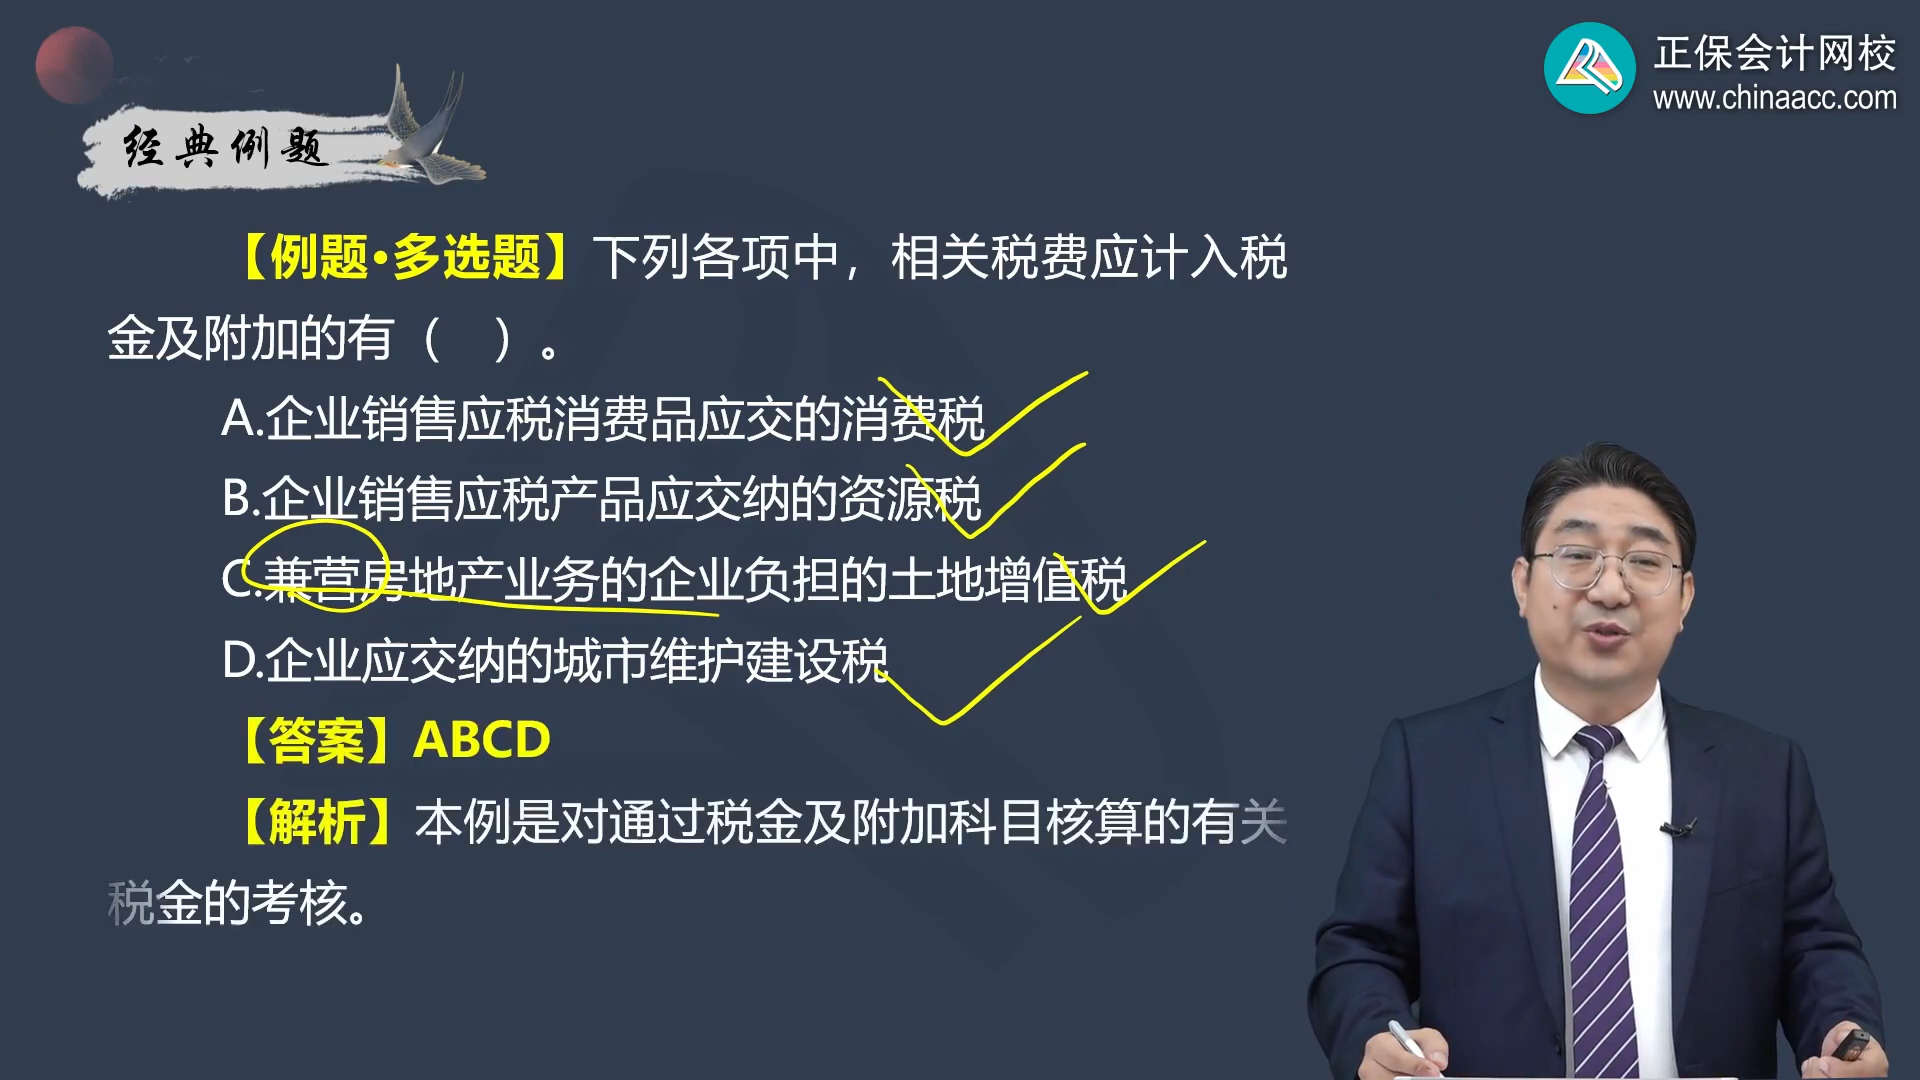 正保会计网校
www.chinaacc.com
经典例题
【例题•多选题】下列各项中，相关税费应计入税
金及附加的有（　）。
A.企业销售应税消费品应交的消费税
B.企业销售应税产品应交纳的资源税
C.兼营房地产业务的企业负担的土地增值税
D.企业应交纳的城市维护建设税
【答案】ABCD
【解析】本例是对通过税金及附加科目核算的有关
税金的考核。